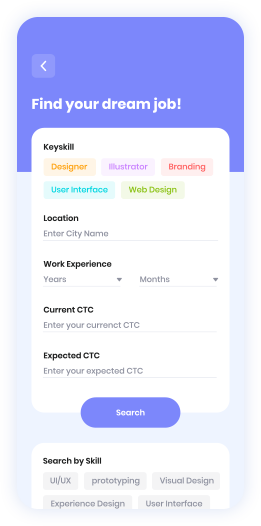 Find your dream job!
Keyskill
Designer Illustrator Branding
User Interface Web Design
Location
Enter City Name
Work Experience
Years Months
Current CTC
Enter your currenct CTC
Expected CTC
Enter your expected CTC
Search
Search by Skill
UI/UX prototyping Visual Design
Experience Design User Interface